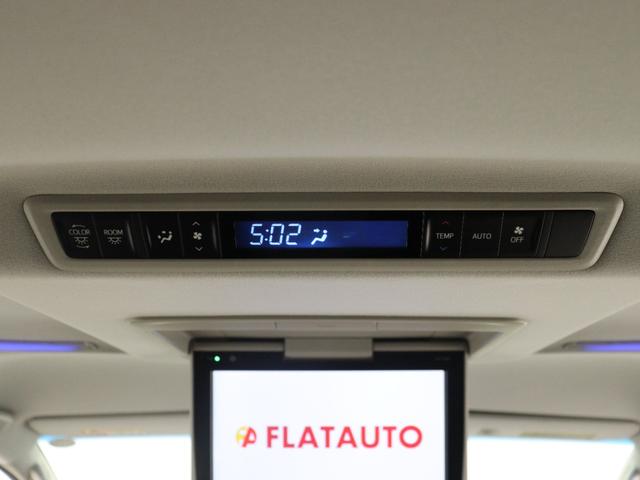 COLOR ROOM 5:02 TEMP AUTO OFF
FLATAUTO